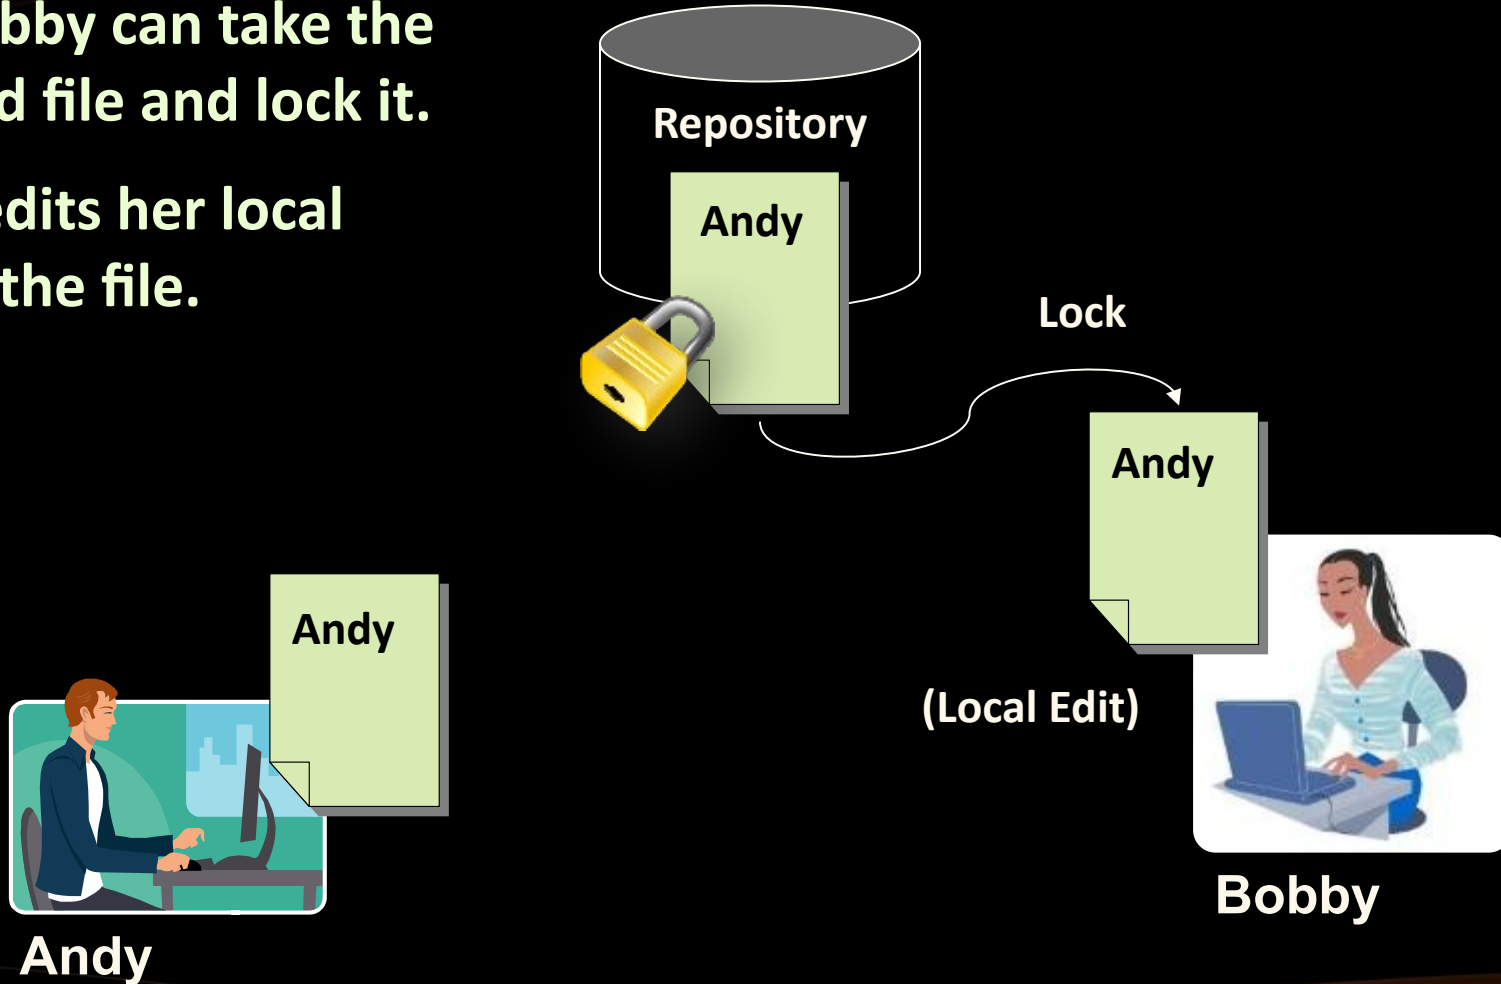 bby can take the
d file and lock it.
edits her local
the file.
Repository
Andy
Lock
Andy
Andy
(Local Edit)
Bobby
Andy